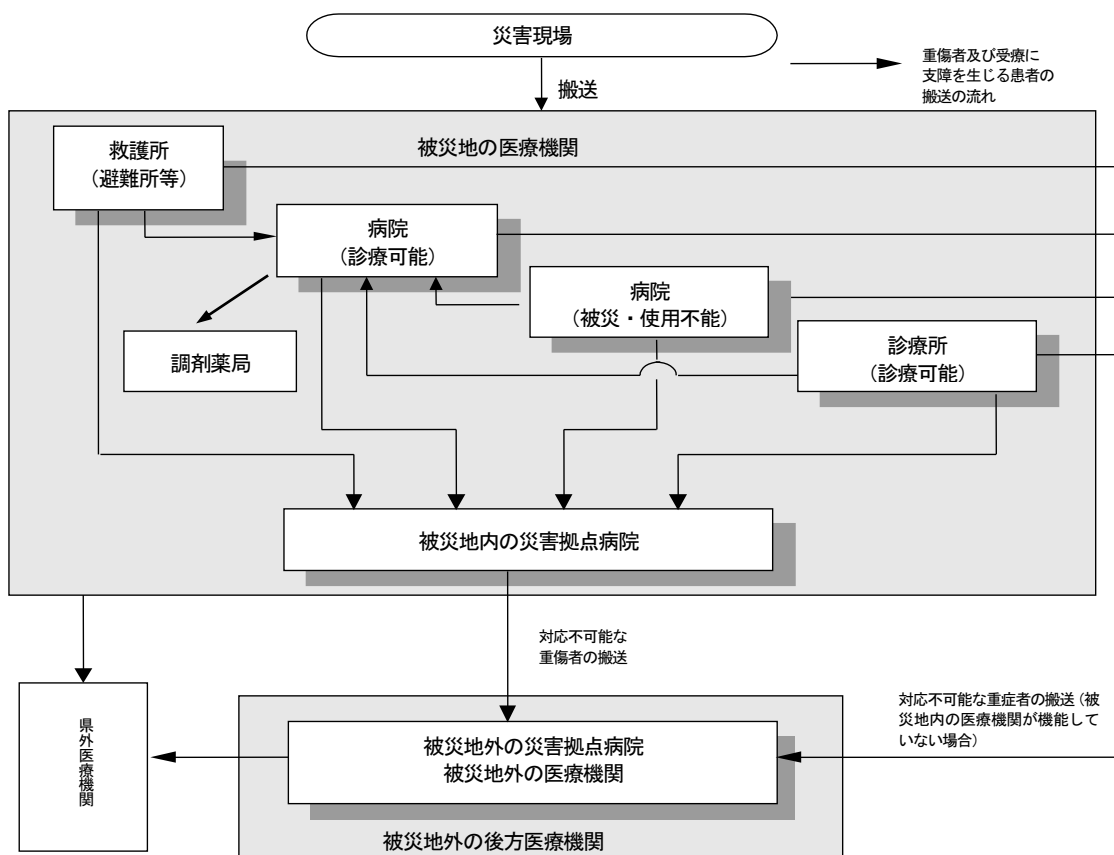 災害現場
重傷者及び受療に
支障を生じる患者の
搬送の流れ
搬送
被災地の医療機関
救護所
（避難所等）
病院
（診療可能）
病院
（被災・使用不能）
診療所
（診療可能）
調剤薬局
被災地内の災害拠点病院
対応不可能な
重傷者の搬送
対応不可能な重症者の搬送（被
災地内の医療機関が機能して
いない場合）
県外医療機関
被災地外の災害拠点病院
被災地外の医療機関
被災地外の後方医療機関